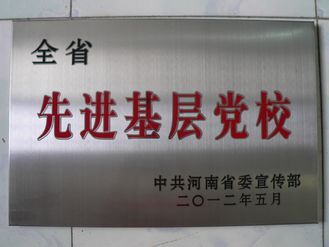 全省
先进基层党校
中共河南省委宣传部
二〇一二年五月